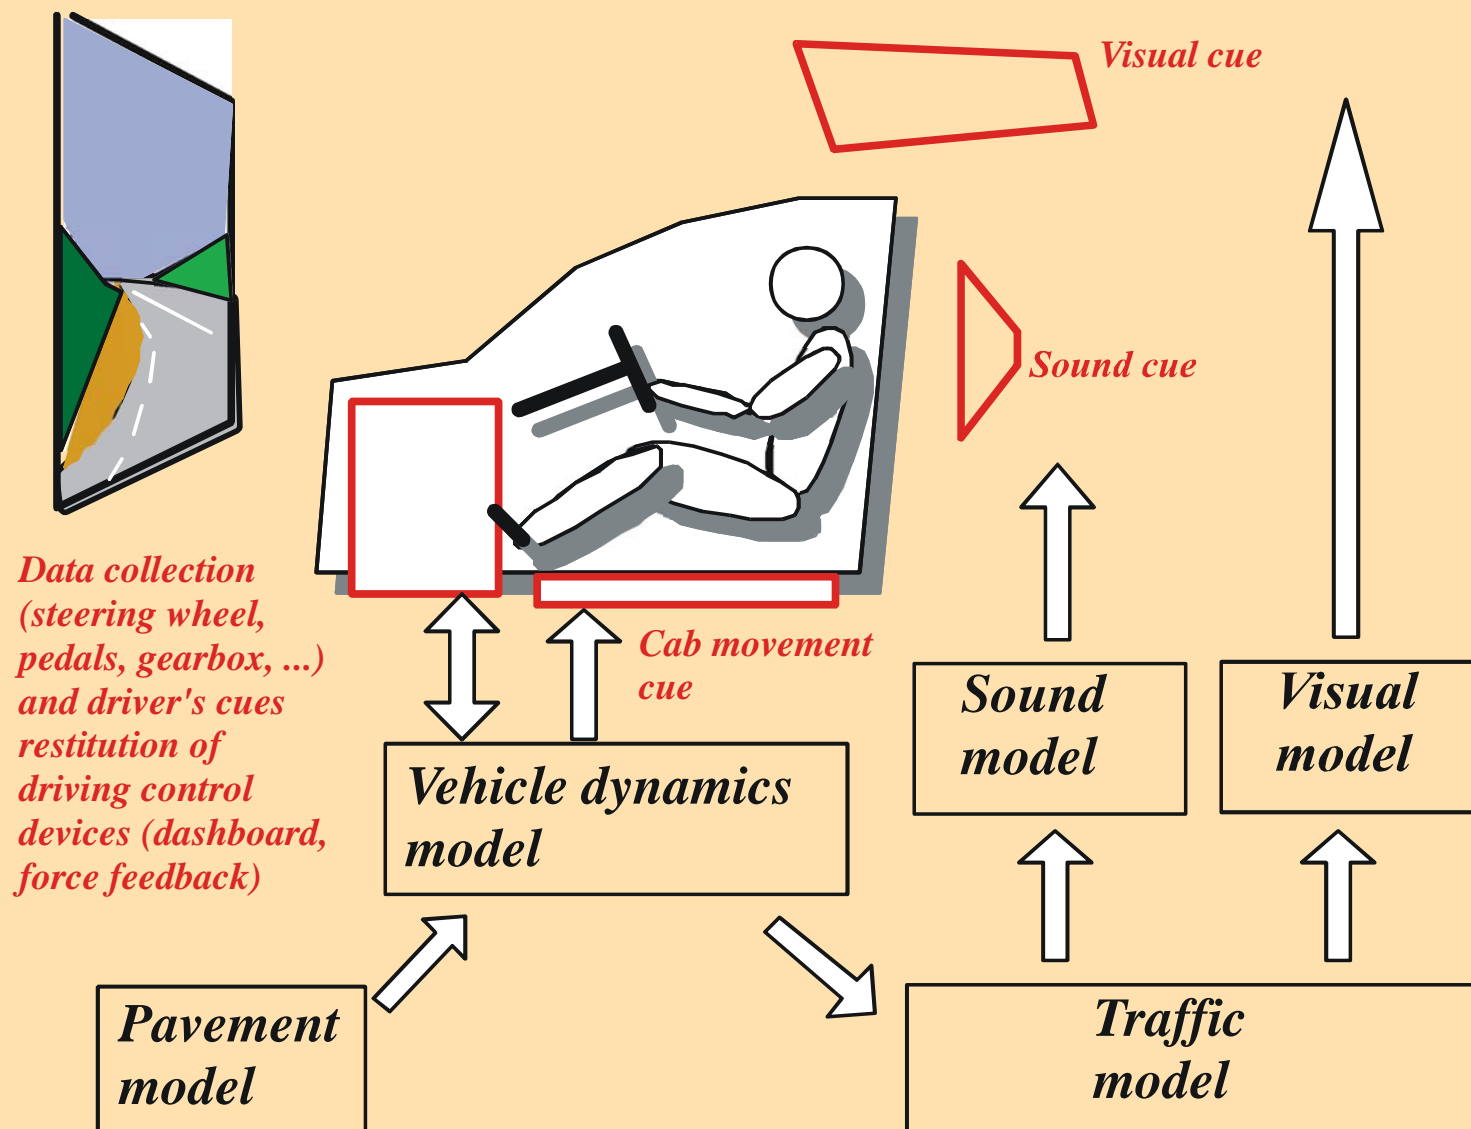 Visual cue
Sound cue
Data collection
(steering wheel,
pedals, gearbox, ...)
and driver's cues
restitution of
driving control
devices (dashboard,
force feedback)
Cab movement
cue
Sound
model
Visual
model
Vehicle dynamics
model
Pavement
model
Traffic
model